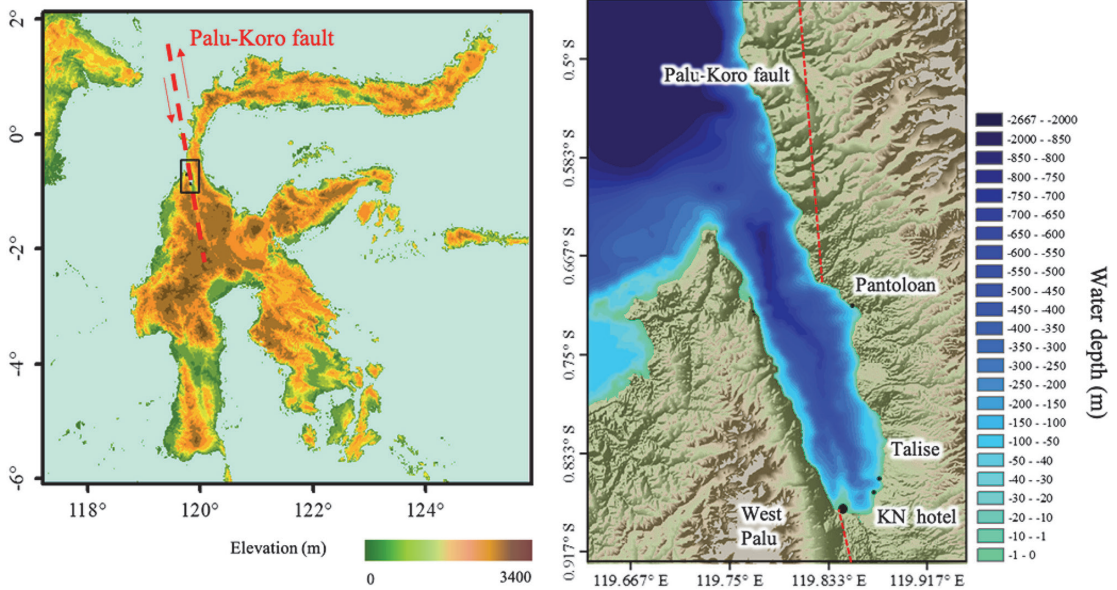 2°
0°
-2°
-4°
-6°
118°
120°
122°
124°
Palu-Koro fault
Elevation (m)
0
3400
0.5° S
0.583° S
0.667° S
0.75° S
0.833° S
0.917° S
119.667° E
119.75° E
119.833° E
119.917° E
Palu-Koro fault
Pantoloan
Talise
KN hotel
West
Palu
-2667 - -2000
-2000 - -850
-850 - -800
-800 - -750
-750 - -700
-700 - -650
-650 - -600
-600 - -550
-550 - -500
-500 - -450
-450 - -400
-400 - -350
-350 - -300
-300 - -250
-250 - -200
-200 - -150
-150 - -100
-100 - -50
-50 - -40
-40 - -30
-30 - -20
-20 - -10
-10 - -1
-1 - 0
Water depth (m)